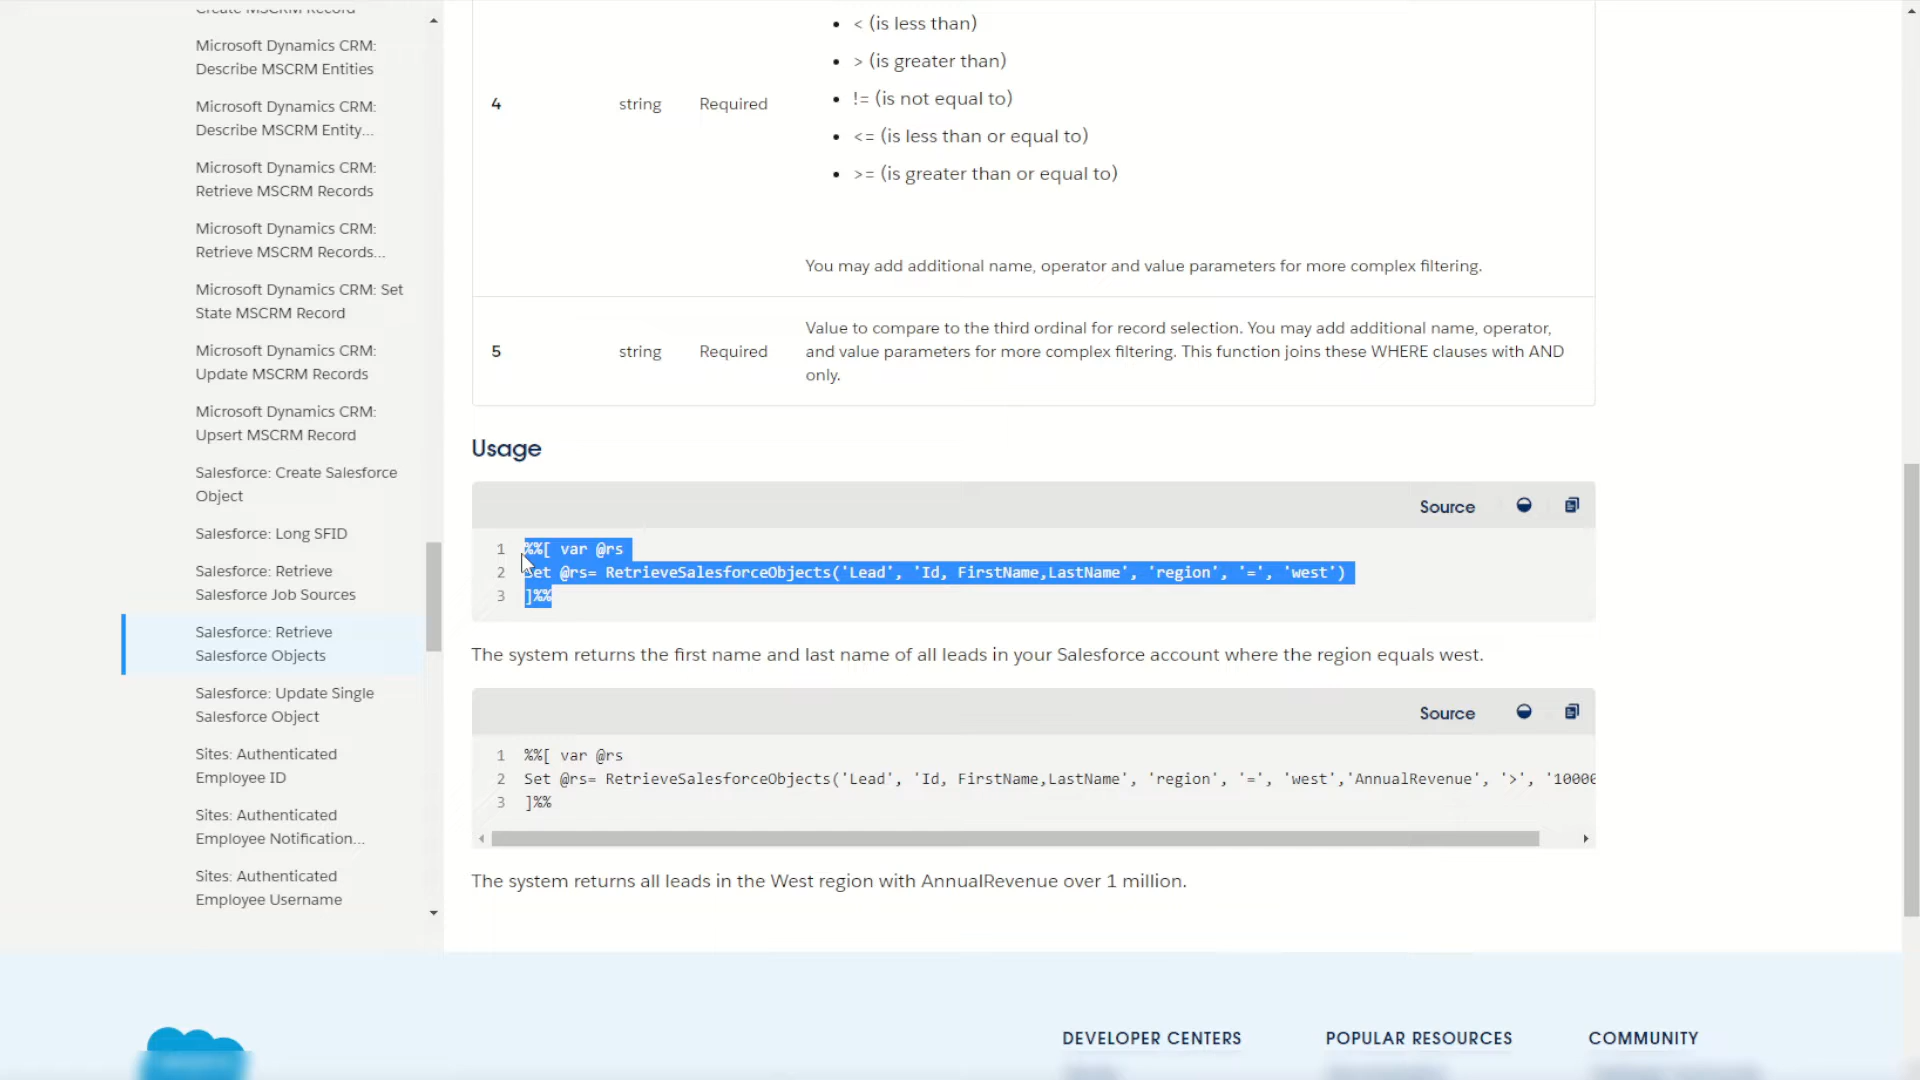 Create MSCRM Record
Microsoft Dynamics CRM:
Describe MSCRM Entities
Microsoft Dynamics CRM:
Describe MSCRM Entity...
Microsoft Dynamics CRM:
Retrieve MSCRM Records
Microsoft Dynamics CRM:
Retrieve MSCRM Records...
Microsoft Dynamics CRM: Set
State MSCRM Record
Microsoft Dynamics CRM:
Update MSCRM Records
Microsoft Dynamics CRM:
Upsert MSCRM Record
Salesforce: Create Salesforce
Object
Salesforce: Long SFID
Salesforce: Retrieve
Salesforce Job Sources
Salesforce: Retrieve
Salesforce Objects
Salesforce: Update Single
Salesforce Object
Sites: Authenticated
Employee ID
Sites: Authenticated
Employee Notification...
Sites: Authenticated
Employee Username
• < (is less than)
• > (is greater than)
• != (is not equal to)
4 string Required
• <= (is less than or equal to)
• >= (is greater than or equal to)
You may add additional name, operator and value parameters for more complex filtering.
5 string Required
Value to compare to the third ordinal for record selection. You may add additional name, operator,
and value parameters for more complex filtering. This function joins these WHERE clauses with AND
only.
Usage
Source
1 %%[ var @rs
2 Set @rs= RetrieveSalesforceObjects('Lead', 'Id, FirstName,LastName', 'region', '=', 'west')
3 ]%%
The system returns the first name and last name of all leads in your Salesforce account where the region equals west.
Source
1 %%[ var @rs
2 Set @rs= RetrieveSalesforceObjects('Lead', 'Id, FirstName,LastName', 'region', '=', 'west','AnnualRevenue', '>', '10000
3 ]%%
The system returns all leads in the West region with AnnualRevenue over 1 million.
DEVELOPER CENTERS
POPULAR RESOURCES
COMMUNITY